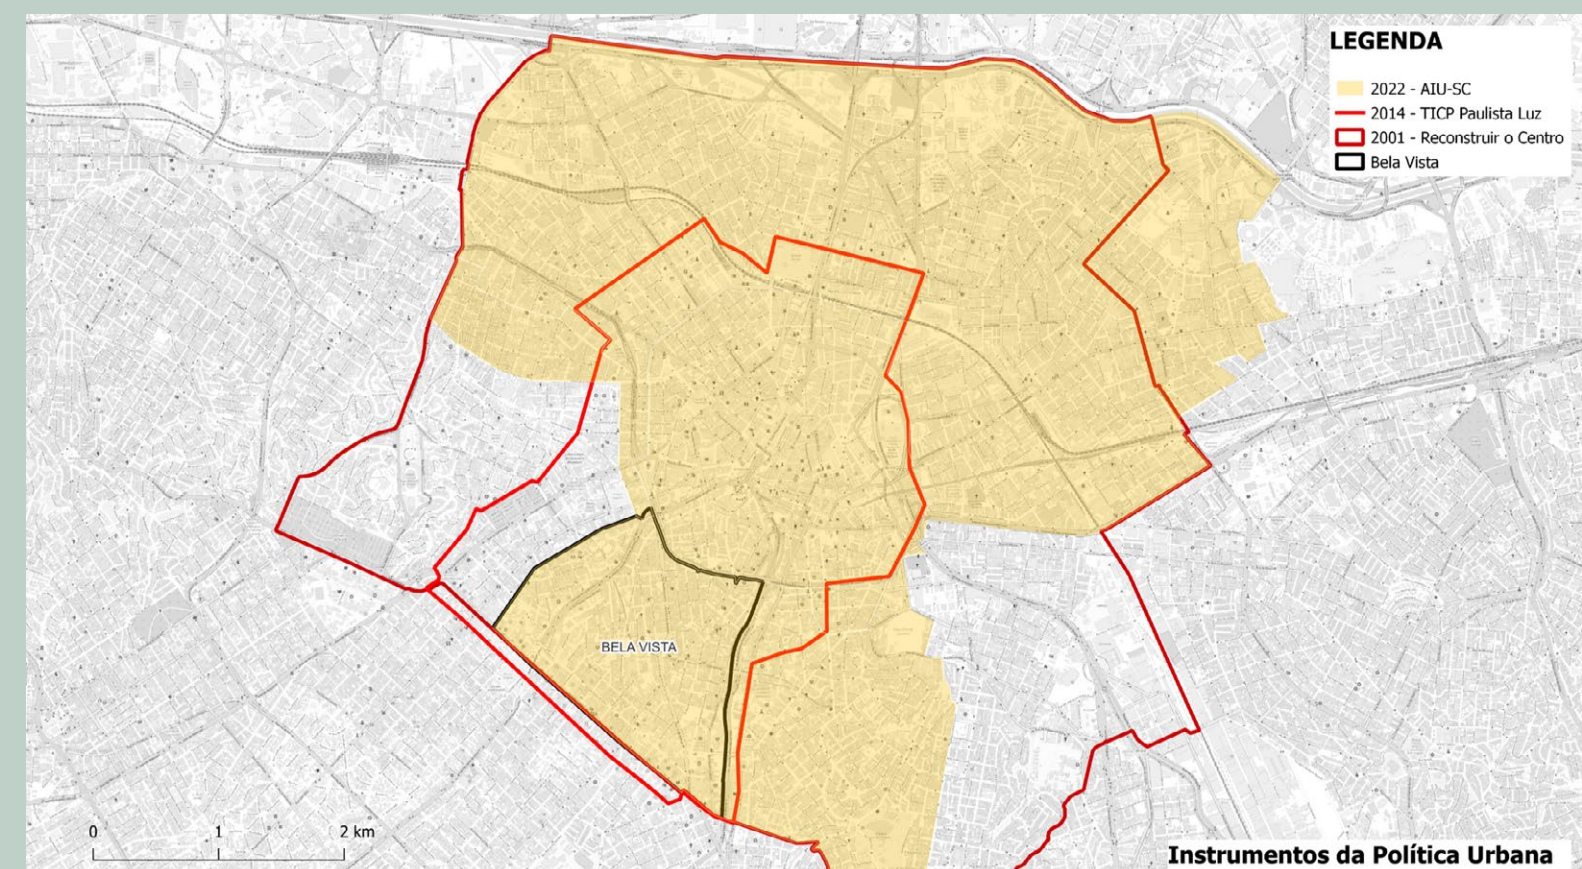 LEGENDA
2022 - AIU-SC
2014 - TICP Paulista Luz
2001 - Reconstruir o Centro
Bela Vista
BELA VISTA
0 1 2 km
Instrumentos da Política Urbana